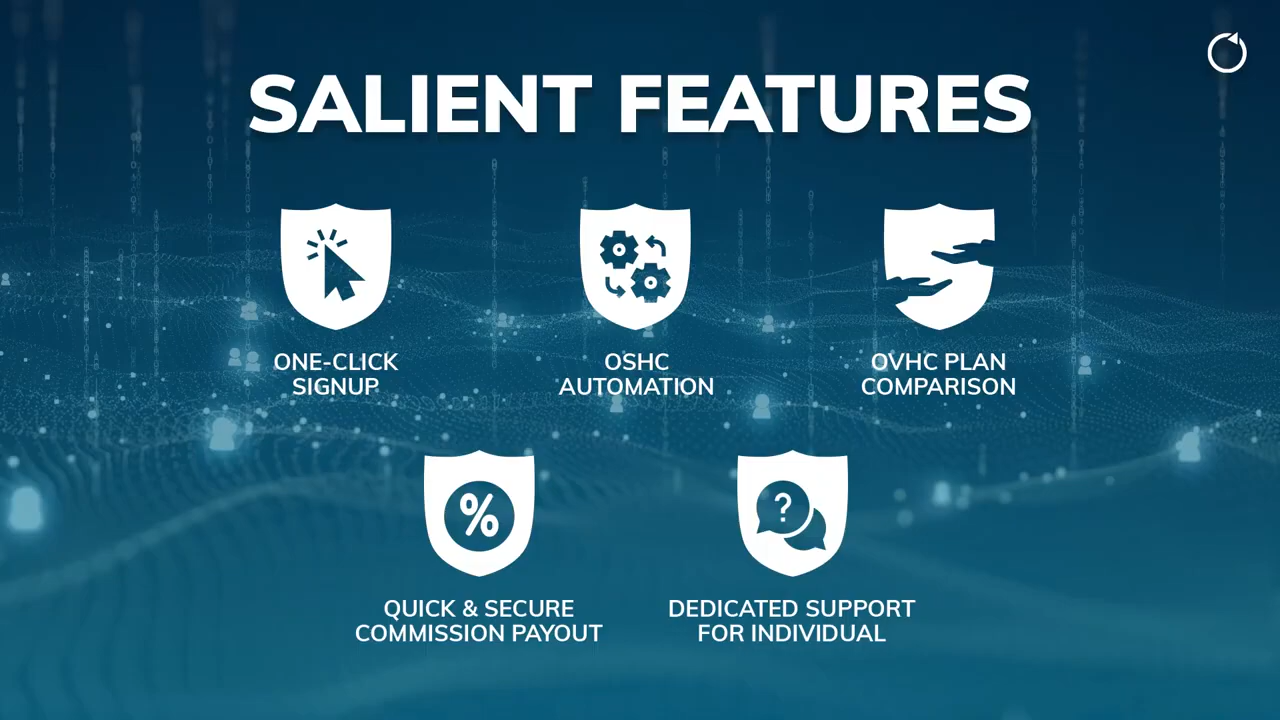 SALIENT FEATURES
ONE-CLICK
SIGNUP
OSHC
AUTOMATION
OVHC PLAN
COMPARISON
%
?
QUICK & SECURE
COMMISSION PAYOUT
DEDICATED SUPPORT
FOR INDIVIDUAL